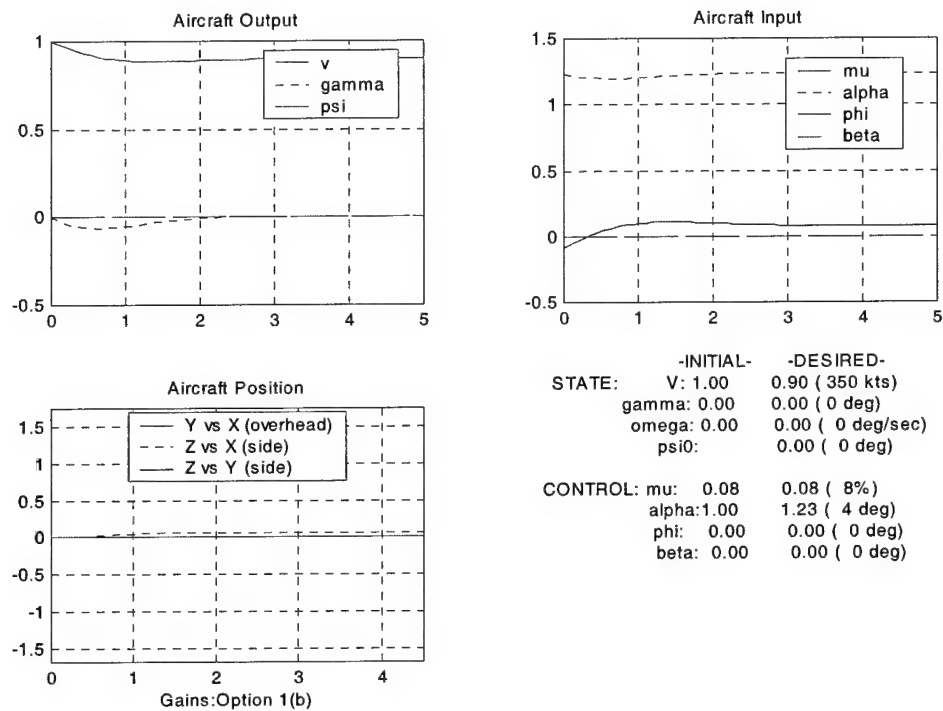 Aircraft Output
1
0.5
0
-0.5
0 1 2 3 4 5
v
gamma
psi
Aircraft Input
1.5
1
0.5
0
-0.5
0 1 2 3 4 5
mu
alpha
phi
beta
Aircraft Position
1.5
1
0.5
0
-0.5
-1
-1.5
0 1 2 3 4
Y vs X (overhead)
Z vs X (side)
Z vs Y (side)
Gains:Option 1(b)
-INITIAL- -DESIRED-
STATE: V: 1.00 0.90 ( 350 kts)
gamma: 0.00 0.00 ( 0 deg)
omega: 0.00 0.00 ( 0 deg/sec)
psi0: 0.00 ( 0 deg)
CONTROL: mu: 0.08 0.08 ( 8%)
alpha:1.00 1.23 ( 4 deg)
phi: 0.00 0.00 ( 0 deg)
beta: 0.00 0.00 ( 0 deg)